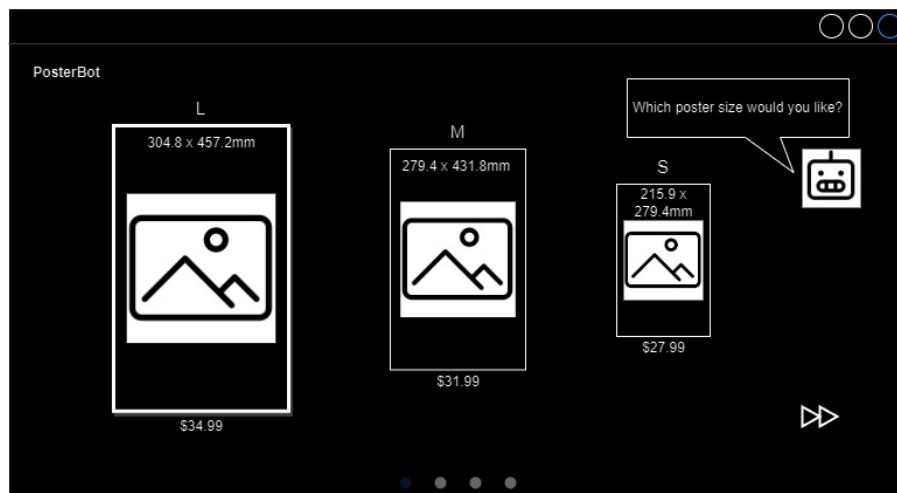 PosterBot
Which poster size would you like?
L
304.8 x 457.2mm
$34.99
M
279.4 x 431.8mm
$31.99
S
215.9 x
279.4mm
$27.99